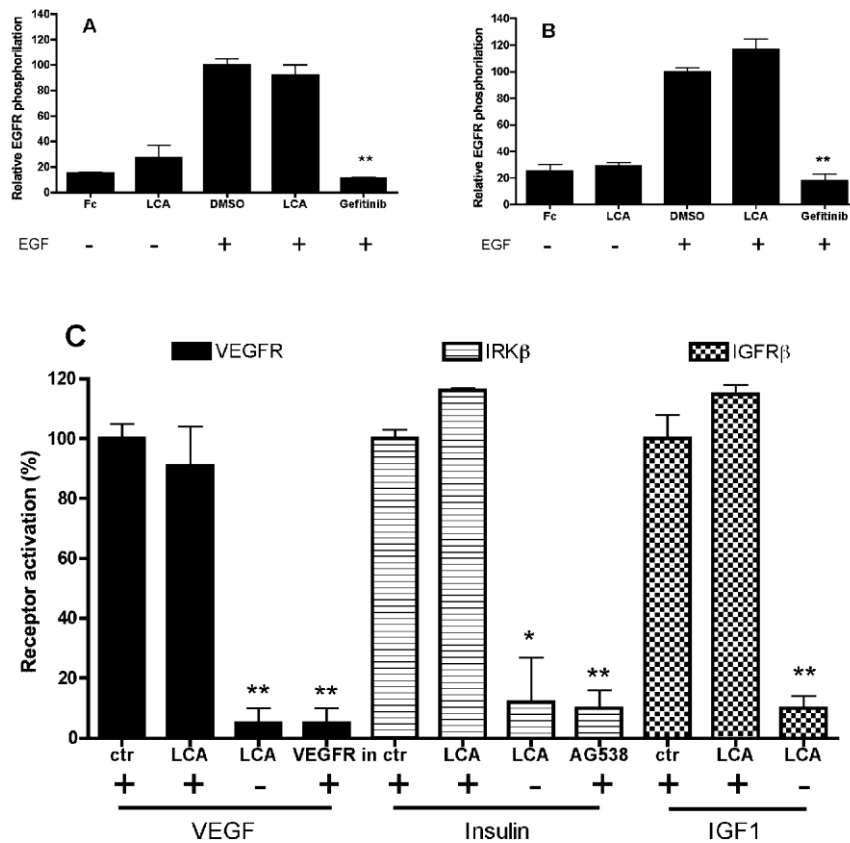 A
Relative EGFR phosphorilation
140
120
100
80
60
40
20
0
**
Fc LCA DMSO LCA Gefitinib
EGF - - + + +
B
Relative EGFR phosphorilation
140
120
100
80
60
40
20
0
**
Fc LCA DMSO LCA Gefitinib
EGF - - + + +
C
VEGFR IRKβ IGFRβ
Receptor activation (%)
120
100
80
60
40
20
0
** ** * ** **
ctr LCA LCA VEGFR in ctr LCA LCA AG538 ctr LCA LCA
+ + - + + + - + + + -
VEGF Insulin IGF1